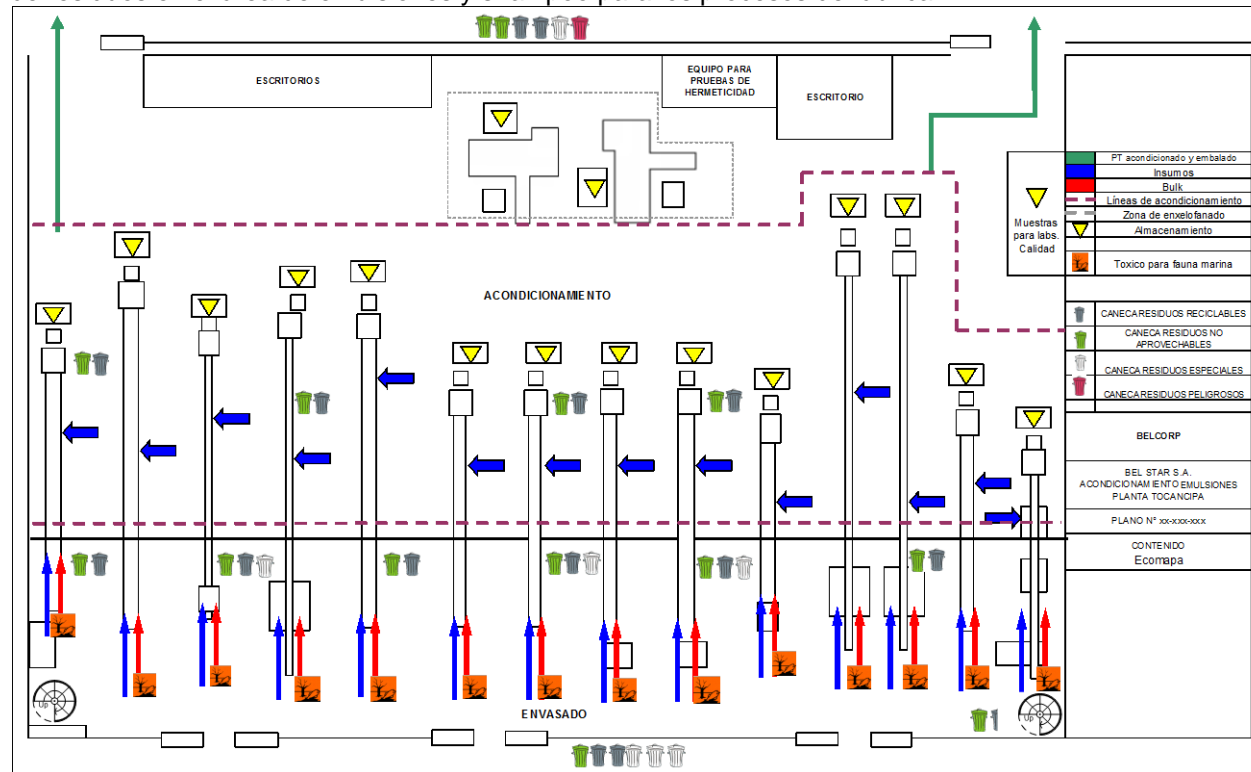 ESCRITORIOS
EQUIPO PARA
PRUEBAS DE
HERMETICIDAD
ESCRITORIO
ACONDICIONAMIENTO
ENVASADO
Up
Up
Muestras
para labs.
Calidad
PT acondicionado y embalado
Insumos
Bulk
Líneas de acondicionamiento
Zona de enxelofanado
Almacenamiento
Toxico para fauna marina
CANECA RESIDUOS RECICLABLES
CANECA RESIDUOS NO
APROVECHABLES
CANECA RESIDUOS ESPECIALES
CANECA RESIDUOS PELIGROSOS
BELCORP
BEL STAR S.A.
ACONDICIONAMIENTO EMULSIONES
PLANTA TOCANCIPA
PLANO N° xx-xxx-xxx
CONTENIDO
Ecomapa